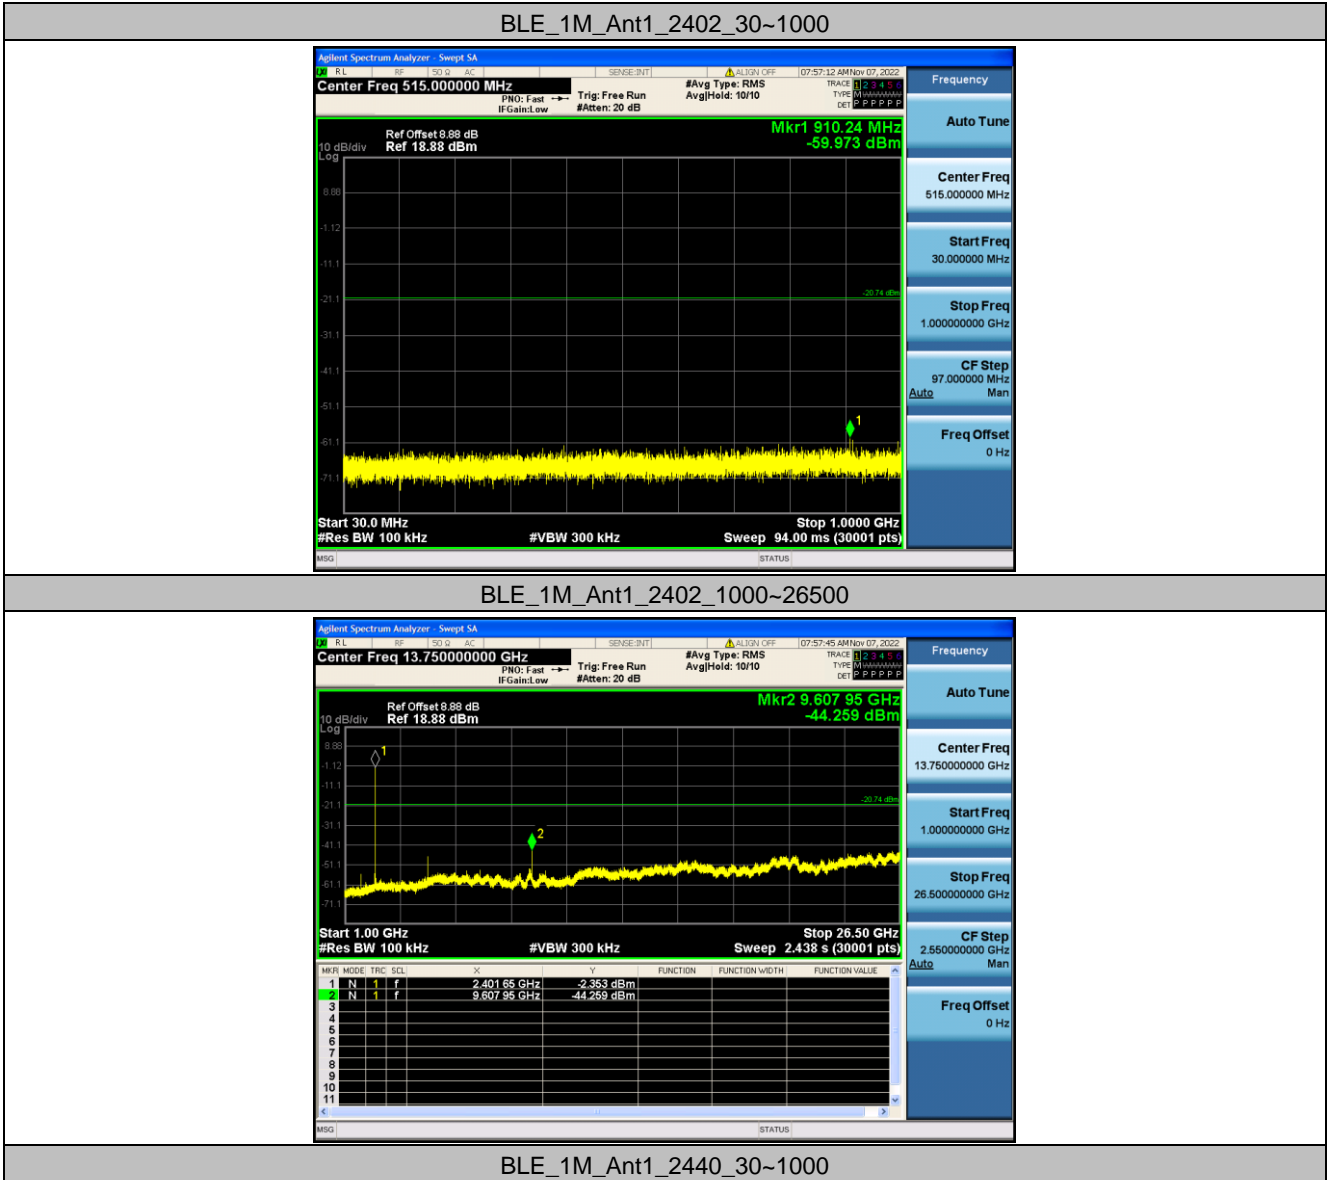 BLE_1M_Ant1_2402_30~1000
Agilent Spectrum Analyzer - Swept SA
RL RF 50 Ω AC SENSE:INT ALIGN OFF 07:57:12 AM Nov 07, 2022
Center Freq 515.000000 MHz
PNO: Fast
IFGain:Low
Trig: Free Run
#Atten: 20 dB
#Avg Type: RMS
Avg|Hold: 10/10
TRACE 1 2 3 4 5 6
TYPE M
DET P P P P P P
Mkr1 910.24 MHz
-59.973 dBm
Ref Offset 8.88 dB
10 dB/div Ref 18.88 dBm
Log
8.88
-1.12
-11.1
-20.74 dBm
-21.1
-31.1
-41.1
-51.1
1
-61.1
-71.1
Start 30.0 MHz Stop 1.0000 GHz
#Res BW 100 kHz #VBW 300 kHz Sweep 94.00 ms (30001 pts)
MSG STATUS
Frequency
Auto Tune
Center Freq
515.000000 MHz
Start Freq
30.000000 MHz
Stop Freq
1.000000000 GHz
CF Step
97.000000 MHz
Auto Man
Freq Offset
0 Hz
BLE_1M_Ant1_2402_1000~26500
Agilent Spectrum Analyzer - Swept SA
RL RF 50 Ω AC SENSE:INT ALIGN OFF 07:57:45 AM Nov 07, 2022
Center Freq 13.750000000 GHz
PNO: Fast
IFGain:Low
Trig: Free Run
#Atten: 20 dB
#Avg Type: RMS
Avg|Hold: 10/10
TRACE 1 2 3 4 5 6
TYPE M
DET P P P P P P
Mkr2 9.607 95 GHz
-44.259 dBm
Ref Offset 8.88 dB
10 dB/div Ref 18.88 dBm
Log
8.88
1
-1.12
-11.1
-20.74 dBm
-21.1
-31.1
2
-41.1
-51.1
-61.1
-71.1
Start 1.00 GHz Stop 26.50 GHz
#Res BW 100 kHz #VBW 300 kHz Sweep 2.438 s (30001 pts)
MKR MODE TRC SCL X Y FUNCTION FUNCTION WIDTH FUNCTION VALUE
1 N 1 f 2.401 65 GHz -2.353 dBm
2 N 1 f 9.607 95 GHz -44.259 dBm
3
4
5
6
7
8
9
10
11
MSG STATUS
Frequency
Auto Tune
Center Freq
13.750000000 GHz
Start Freq
1.000000000 GHz
Stop Freq
26.500000000 GHz
CF Step
2.550000000 GHz
Auto Man
Freq Offset
0 Hz
BLE_1M_Ant1_2440_30~1000